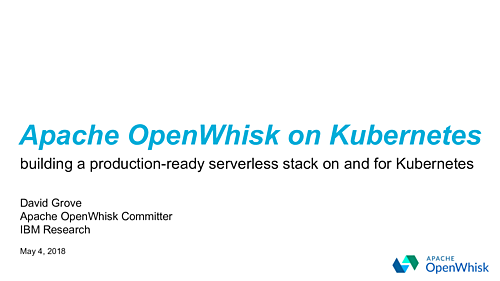 Apache OpenWhisk on Kubernetes
building a production-ready serverless stack on and for Kubernetes
David Grove
Apache OpenWhisk Committer
IBM Research
May 4, 2018
APACHE
OpenWhisk